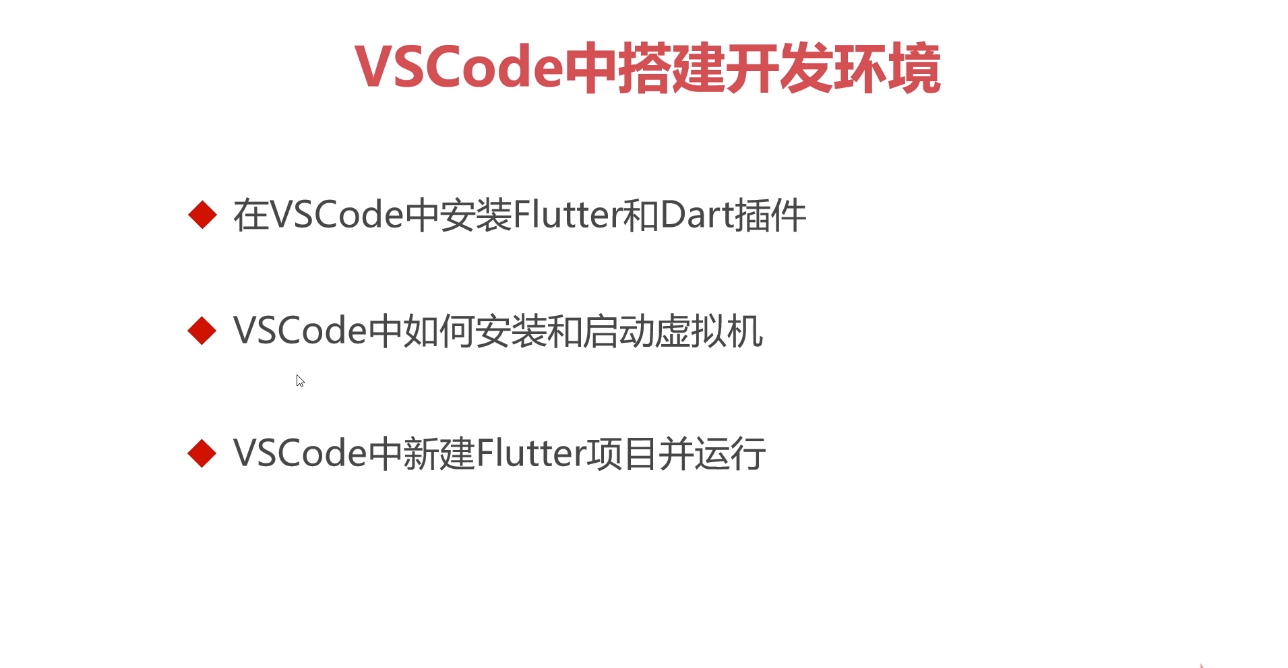 VSCode中搭建开发环境
在VSCode中安装Flutter和Dart插件
VSCode中如何安装和启动虚拟机
VSCode中新建Flutter项目并运行